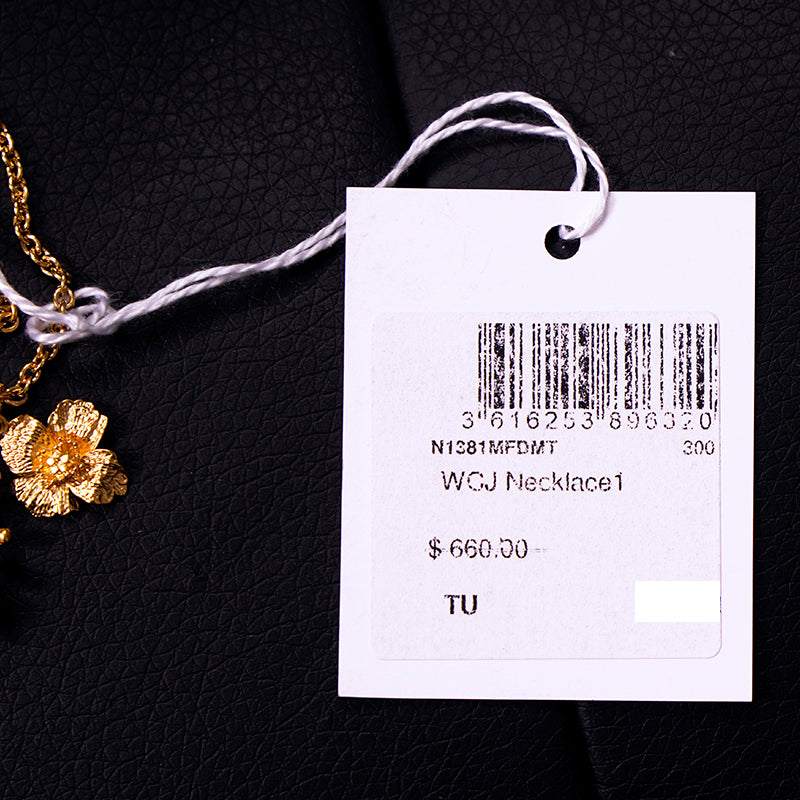 3 616253 896320
N1381MFDMT 300
WCJ Necklace1
$ 660.00
TU